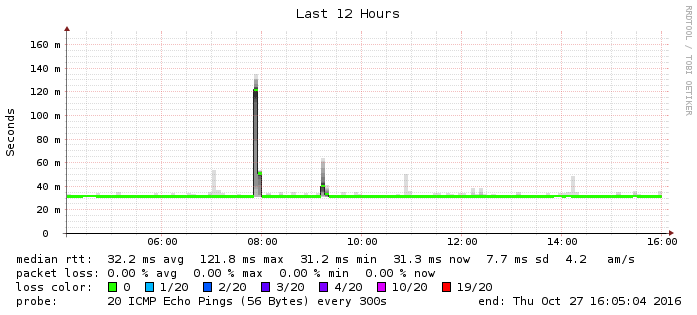 Last 12 Hours
RRDTOOL / TOBI OETIKER
Seconds
160 m
140 m
120 m
100 m
80 m
60 m
40 m
20 m
0
06:00 08:00 10:00 12:00 14:00 16:00
median rtt: 32.2 ms avg 121.8 ms max 31.2 ms min 31.3 ms now 7.7 ms sd 4.2 am/s
packet loss: 0.00 % avg 0.00 % max 0.00 % min 0.00 % now
loss color: 0 1/20 2/20 3/20 4/20 10/20 19/20
probe: 20 ICMP Echo Pings (56 Bytes) every 300s end: Thu Oct 27 16:05:04 2016